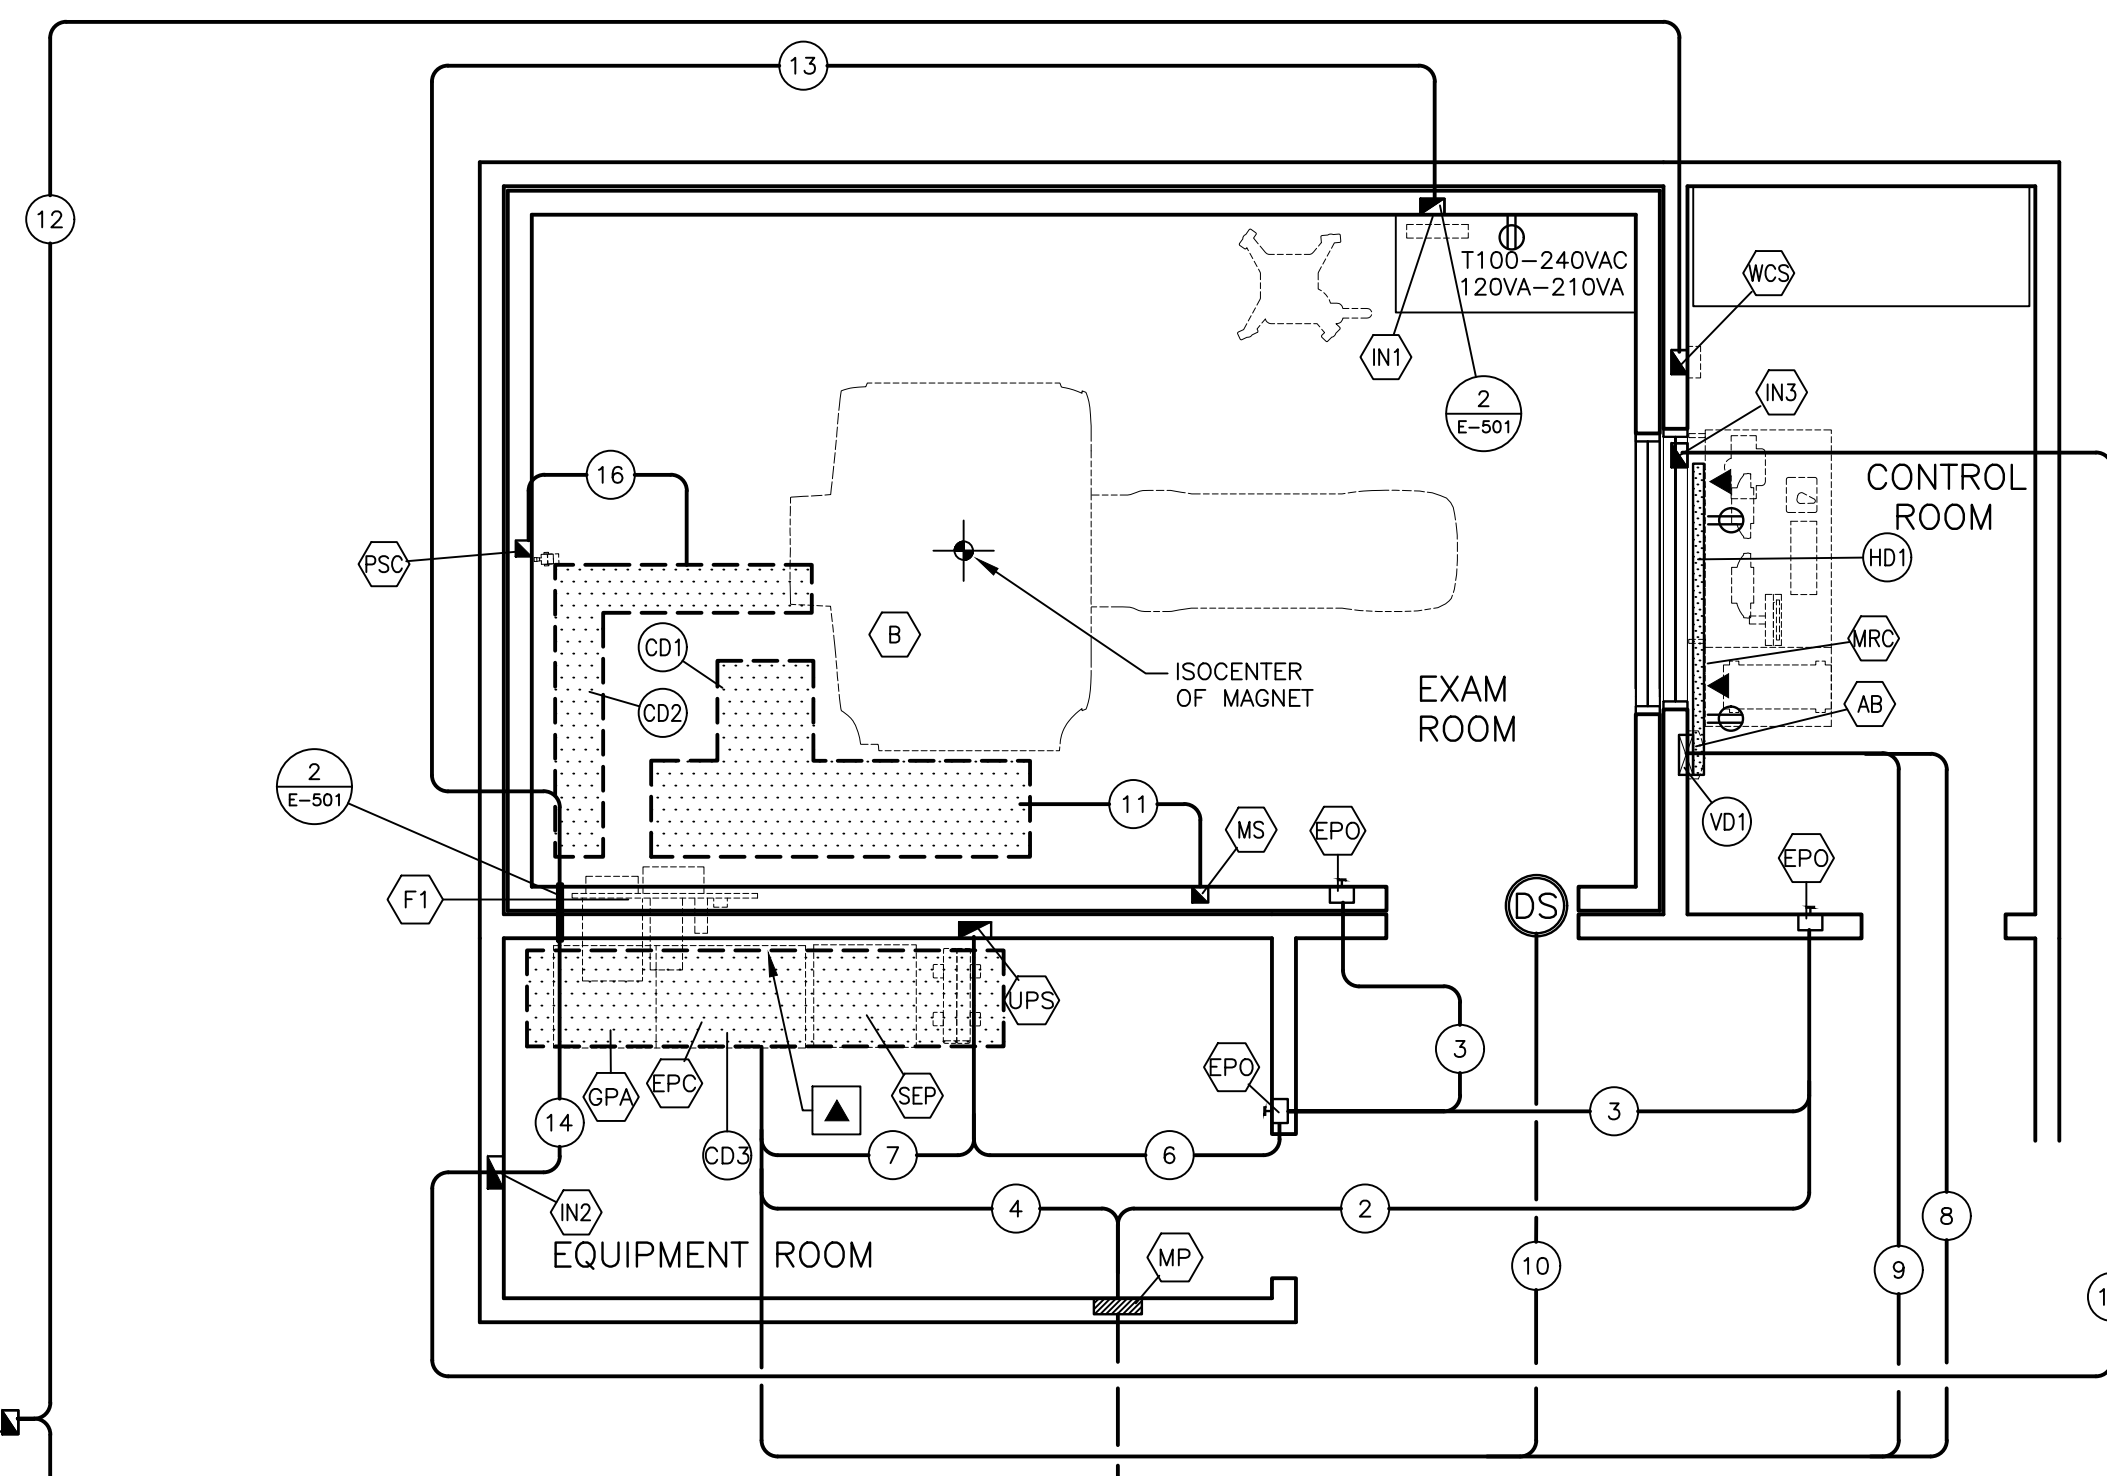 13
12
T100-240VAC
120VA-210VA
WCS
IN1
IN3
2
E-501
CONTROL
ROOM
16
PSC
HD1
B
CD1
MRC
ISOCENTER
OF MAGNET
EXAM
ROOM
CD2
AB
2
E-501
11
MS
EPO
VD1
EPO
F1
DS
UPS
3
EPO
GPA
EPC
SEP
3
14
CD3
7
6
IN2
4
2
8
EQUIPMENT ROOM
MP
10
9